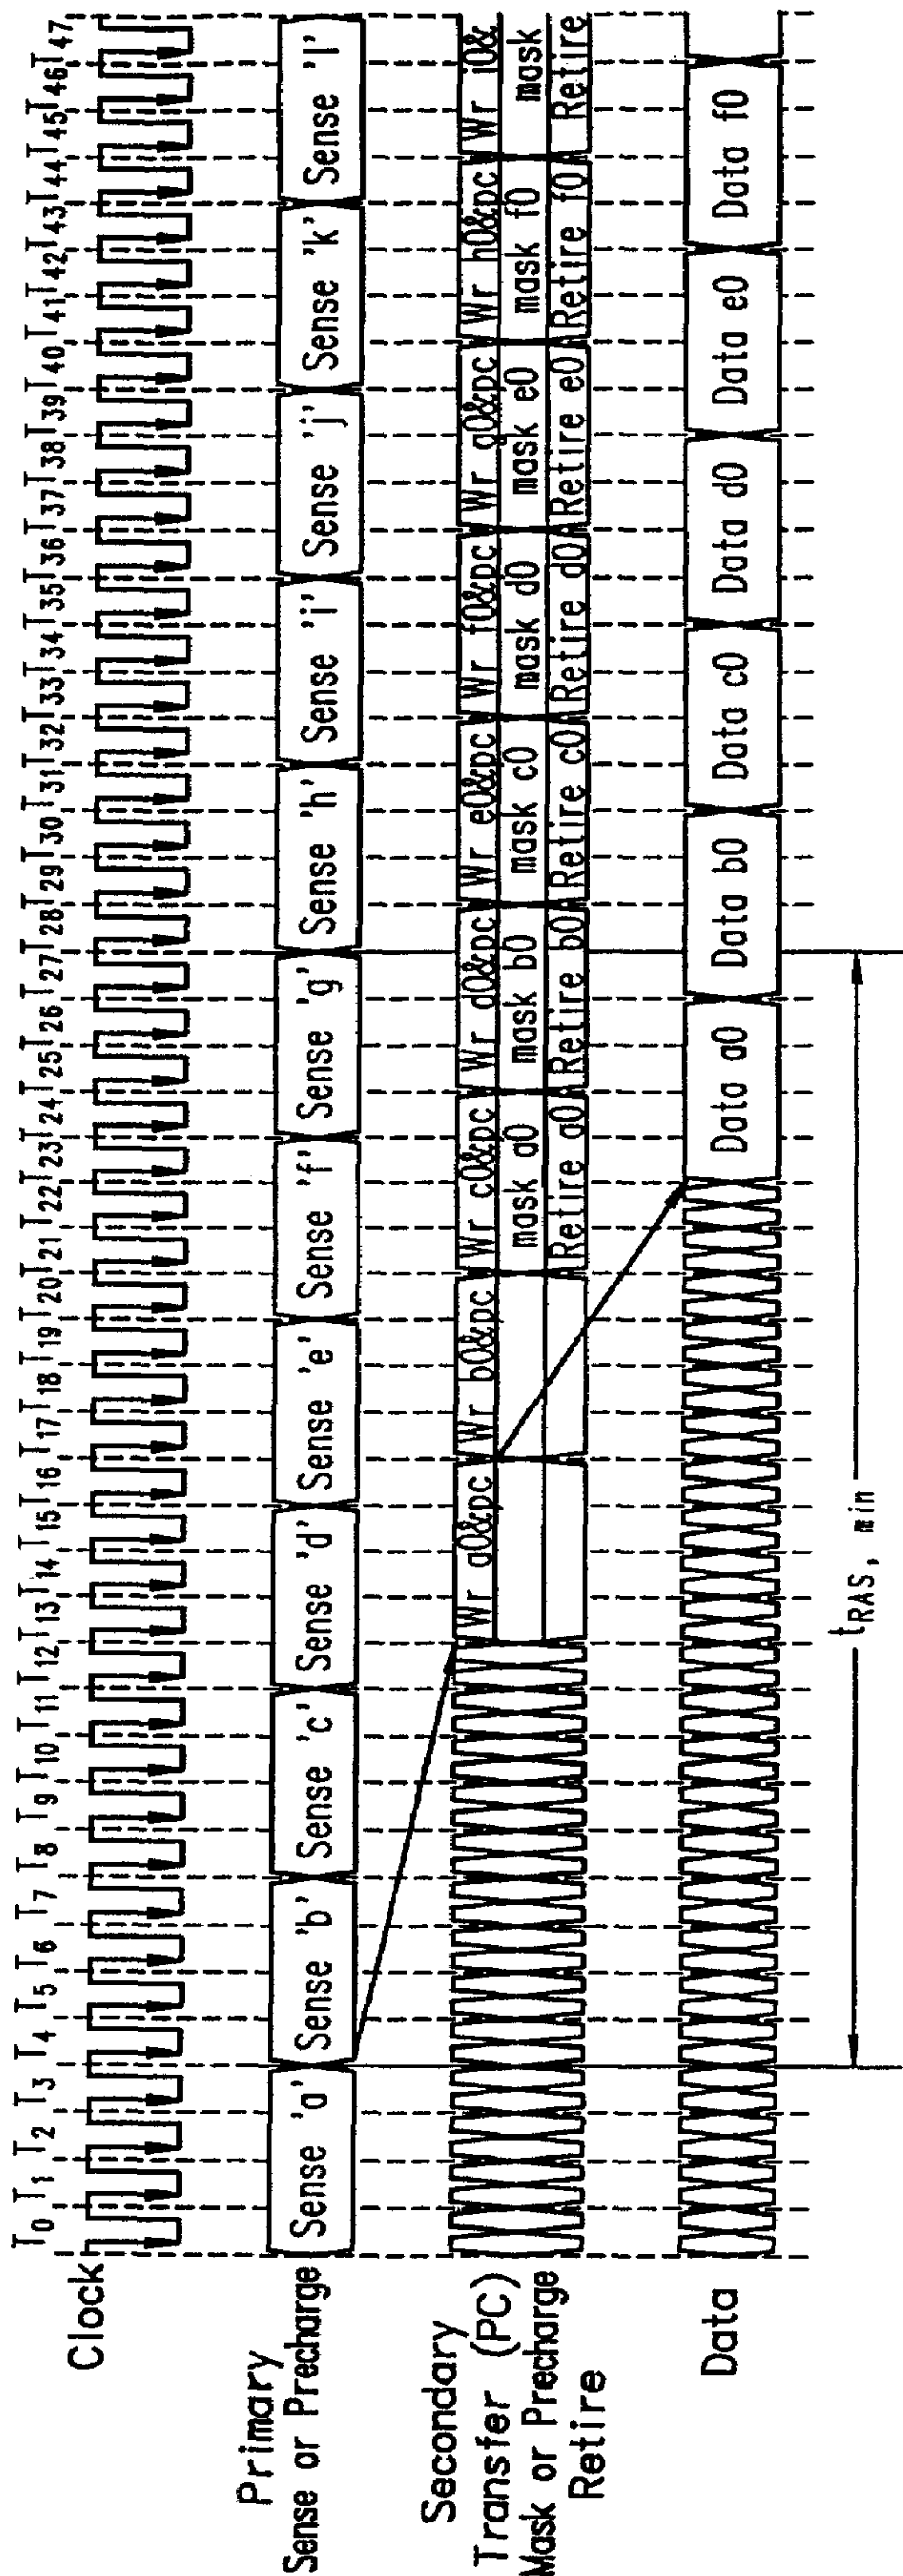 T0 T1 T2 T3 T4 T5 T6 T7 T8 T9 T10 T11 T12 T13 T14 T15 T16 T17 T18 T19 T20 T21 T22 T23 T24 T25 T26 T27 T28 T29 T30 T31 T32 T33 T34 T35 T36 T37 T38 T39 T40 T41 T42 T43 T44 T45 T46 T47
Clock
Primary
Sense or Precharge
Sense 'a' Sense 'b' Sense 'c' Sense 'd' Sense 'e' Sense 'f' Sense 'g' Sense 'h' Sense 'i' Sense 'j' Sense 'k' Sense 'l'
Secondary
Transfer (PC)
Mask or Precharge
Retire
Wr a0&pc Wr b0&pc Wr c0&pc Wr d0&pc Wr e0&pc Wr f0&pc Wr g0&pc Wr h0&pc Wr i0&
mask a0 mask b0 mask c0 mask d0 mask e0 mask f0 mask
Retire a0 Retire b0 Retire c0 Retire d0 Retire e0 Retire f0 Retire
Data
Data a0 Data b0 Data c0 Data d0 Data e0 Data f0
tRAS, min